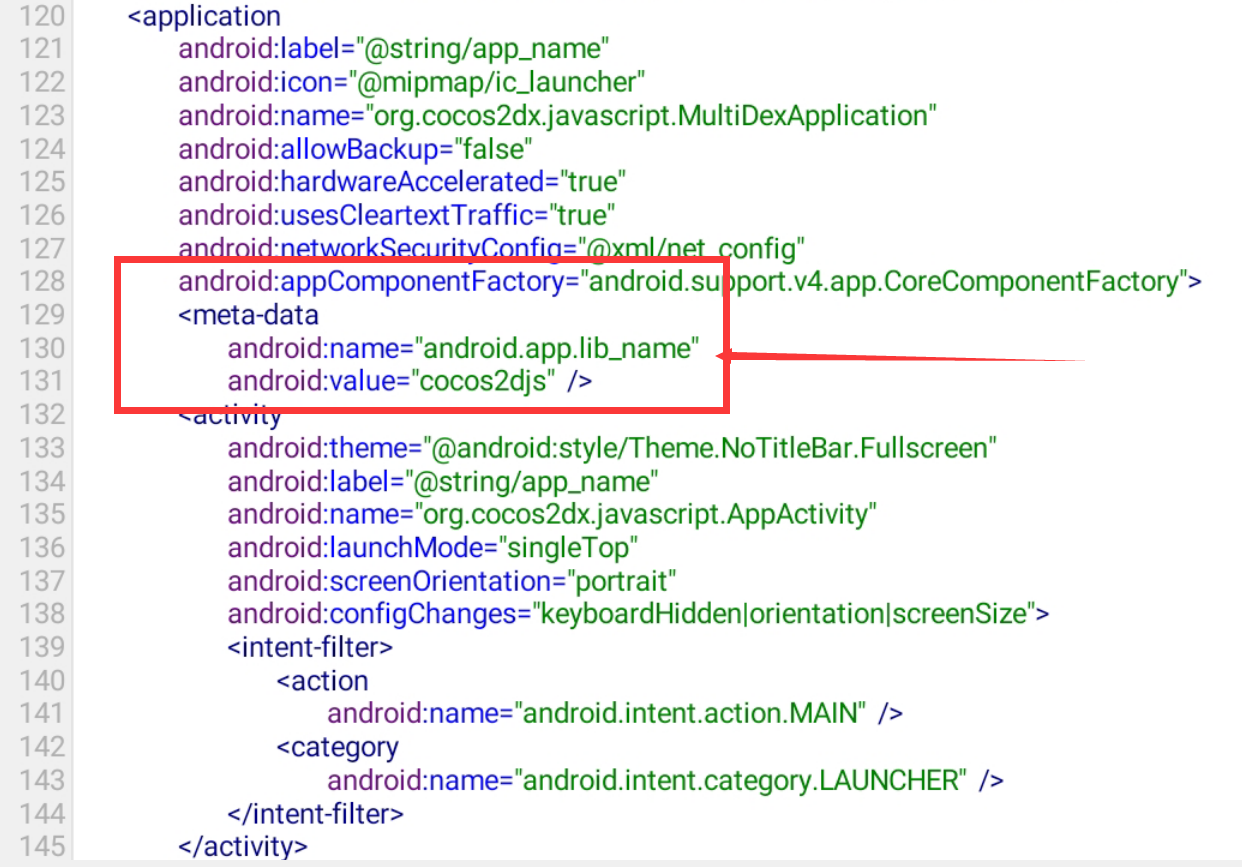 120 <application
121 android:label="@string/app_name"
122 android:icon="@mipmap/ic_launcher"
123 android:name="org.cocos2dx.javascript.MultiDexApplication"
124 android:allowBackup="false"
125 android:hardwareAccelerated="true"
126 android:usesCleartextTraffic="true"
127 android:networkSecurityConfig="@xml/net_config"
128 android:appComponentFactory="android.support.v4.app.CoreComponentFactory">
129 <meta-data
130 android:name="android.app.lib_name"
131 android:value="cocos2djs" />
132 <activity
133 android:theme="@android:style/Theme.NoTitleBar.Fullscreen"
134 android:label="@string/app_name"
135 android:name="org.cocos2dx.javascript.AppActivity"
136 android:launchMode="singleTop"
137 android:screenOrientation="portrait"
138 android:configChanges="keyboardHidden|orientation|screenSize">
139 <intent-filter>
140 <action
141 android:name="android.intent.action.MAIN" />
142 <category
143 android:name="android.intent.category.LAUNCHER" />
144 </intent-filter>
145 </activity>